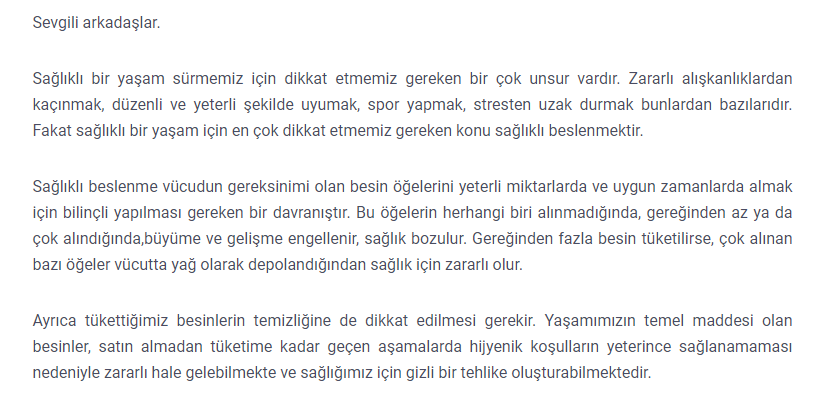 Sevgili arkadaşlar.
Sağlıklı bir yaşam sürmemiz için dikkat etmemiz gereken bir çok unsur vardır. Zararlı alışkanlıklardan
kaçınmak, düzenli ve yeterli şekilde uyumak, spor yapmak, stresten uzak durmak bunlardan bazılarıdır.
Fakat sağlıklı bir yaşam için en çok dikkat etmemiz gereken konu sağlıklı beslenmektir.
Sağlıklı beslenme vücudun gereksinimi olan besin öğelerini yeterli miktarlarda ve uygun zamanlarda almak
için bilinçli yapılması gereken bir davranıştır. Bu öğelerin herhangi biri alınmadığında, gereğinden az ya da
çok alındığında,büyüme ve gelişme engellenir, sağlık bozulur. Gereğinden fazla besin tüketilirse, çok alınan
bazı öğeler vücutta yağ olarak depolandığından sağlık için zararlı olur.
Ayrıca tükettiğimiz besinlerin temizliğine de dikkat edilmesi gerekir. Yaşamımızın temel maddesi olan
besinler, satın almadan tüketime kadar geçen aşamalarda hijyenik koşulların yeterince sağlanamaması
nedeniyle zararlı hale gelebilmekte ve sağlığımız için gizli bir tehlike oluşturabilmektedir.